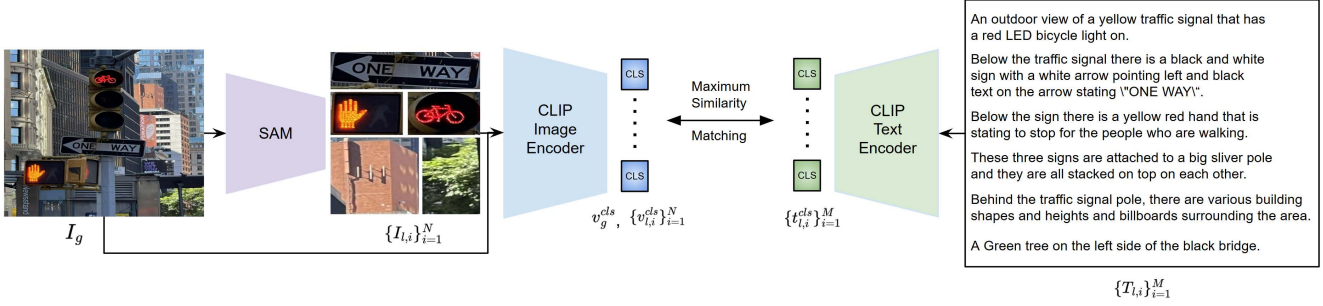 An outdoor view of a yellow traffic signal that has
a red LED bicycle light on.
Below the traffic signal there is a black and white
sign with a white arrow pointing left and black
text on the arrow stating \"ONE WAY\".
Below the sign there is a yellow red hand that is
stating to stop for the people who are walking.
These three signs are attached to a big sliver pole
and they are all stacked on top on each other.
Behind the traffic signal pole, there are various building
shapes and heights and billboards surrounding the area.
A Green tree on the left side of the black bridge.
{T_{l,i}}_{i=1}^{M}
ONE WAY
SAM
ONE WAY
I_g
{I_{l,i}}_{i=1}^{N}
CLIP
Image
Encoder
CLS
CLS
v_g^{cls}, {v_{l,i}^{cls}}_{i=1}^{N}
Maximum
Similarity
Matching
CLS
CLS
{t_{l,i}^{cls}}_{i=1}^{M}
CLIP
Text
Encoder